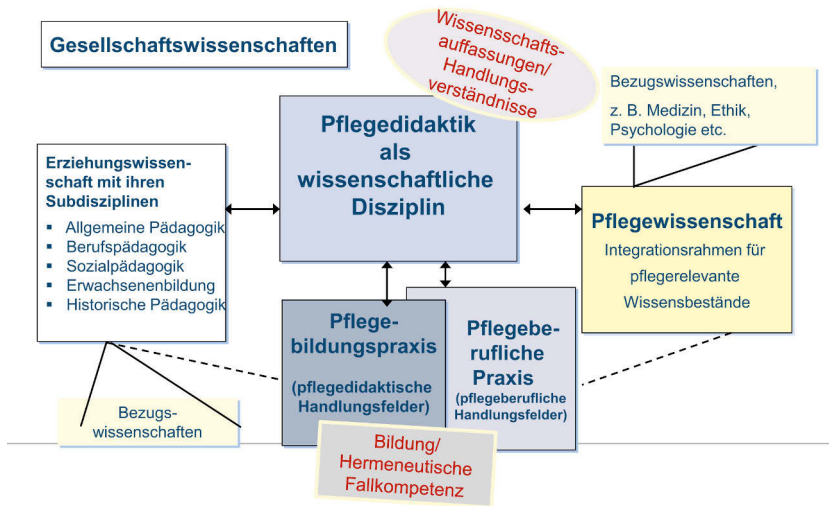 Gesellschaftswissenschaften
Wissensschafts-
auffassungen/
Handlungs-
verständnisse
Bezugswissenschaften,
z. B. Medizin, Ethik,
Psychologie etc.
Pflegedidaktik
als
wissenschaftliche
Disziplin
Erziehungswissen-
schaft mit ihren
Subdisziplinen
▪ Allgemeine Pädagogik
▪ Berufspädagogik
▪ Sozialpädagogik
▪ Erwachsenenbildung
▪ Historische Pädagogik
Pflegewissenschaft
Integrationsrahmen für
pflegerelevante
Wissensbestände
Pflege-
bildungspraxis
(pflegedidaktische
Handlungsfelder)
Pflegebe-
rufliche
Praxis
(pflegeberufliche
Handlungsfelder)
Bezugs-
wissenschaften
Bildung/
Hermeneutische
Fallkompetenz